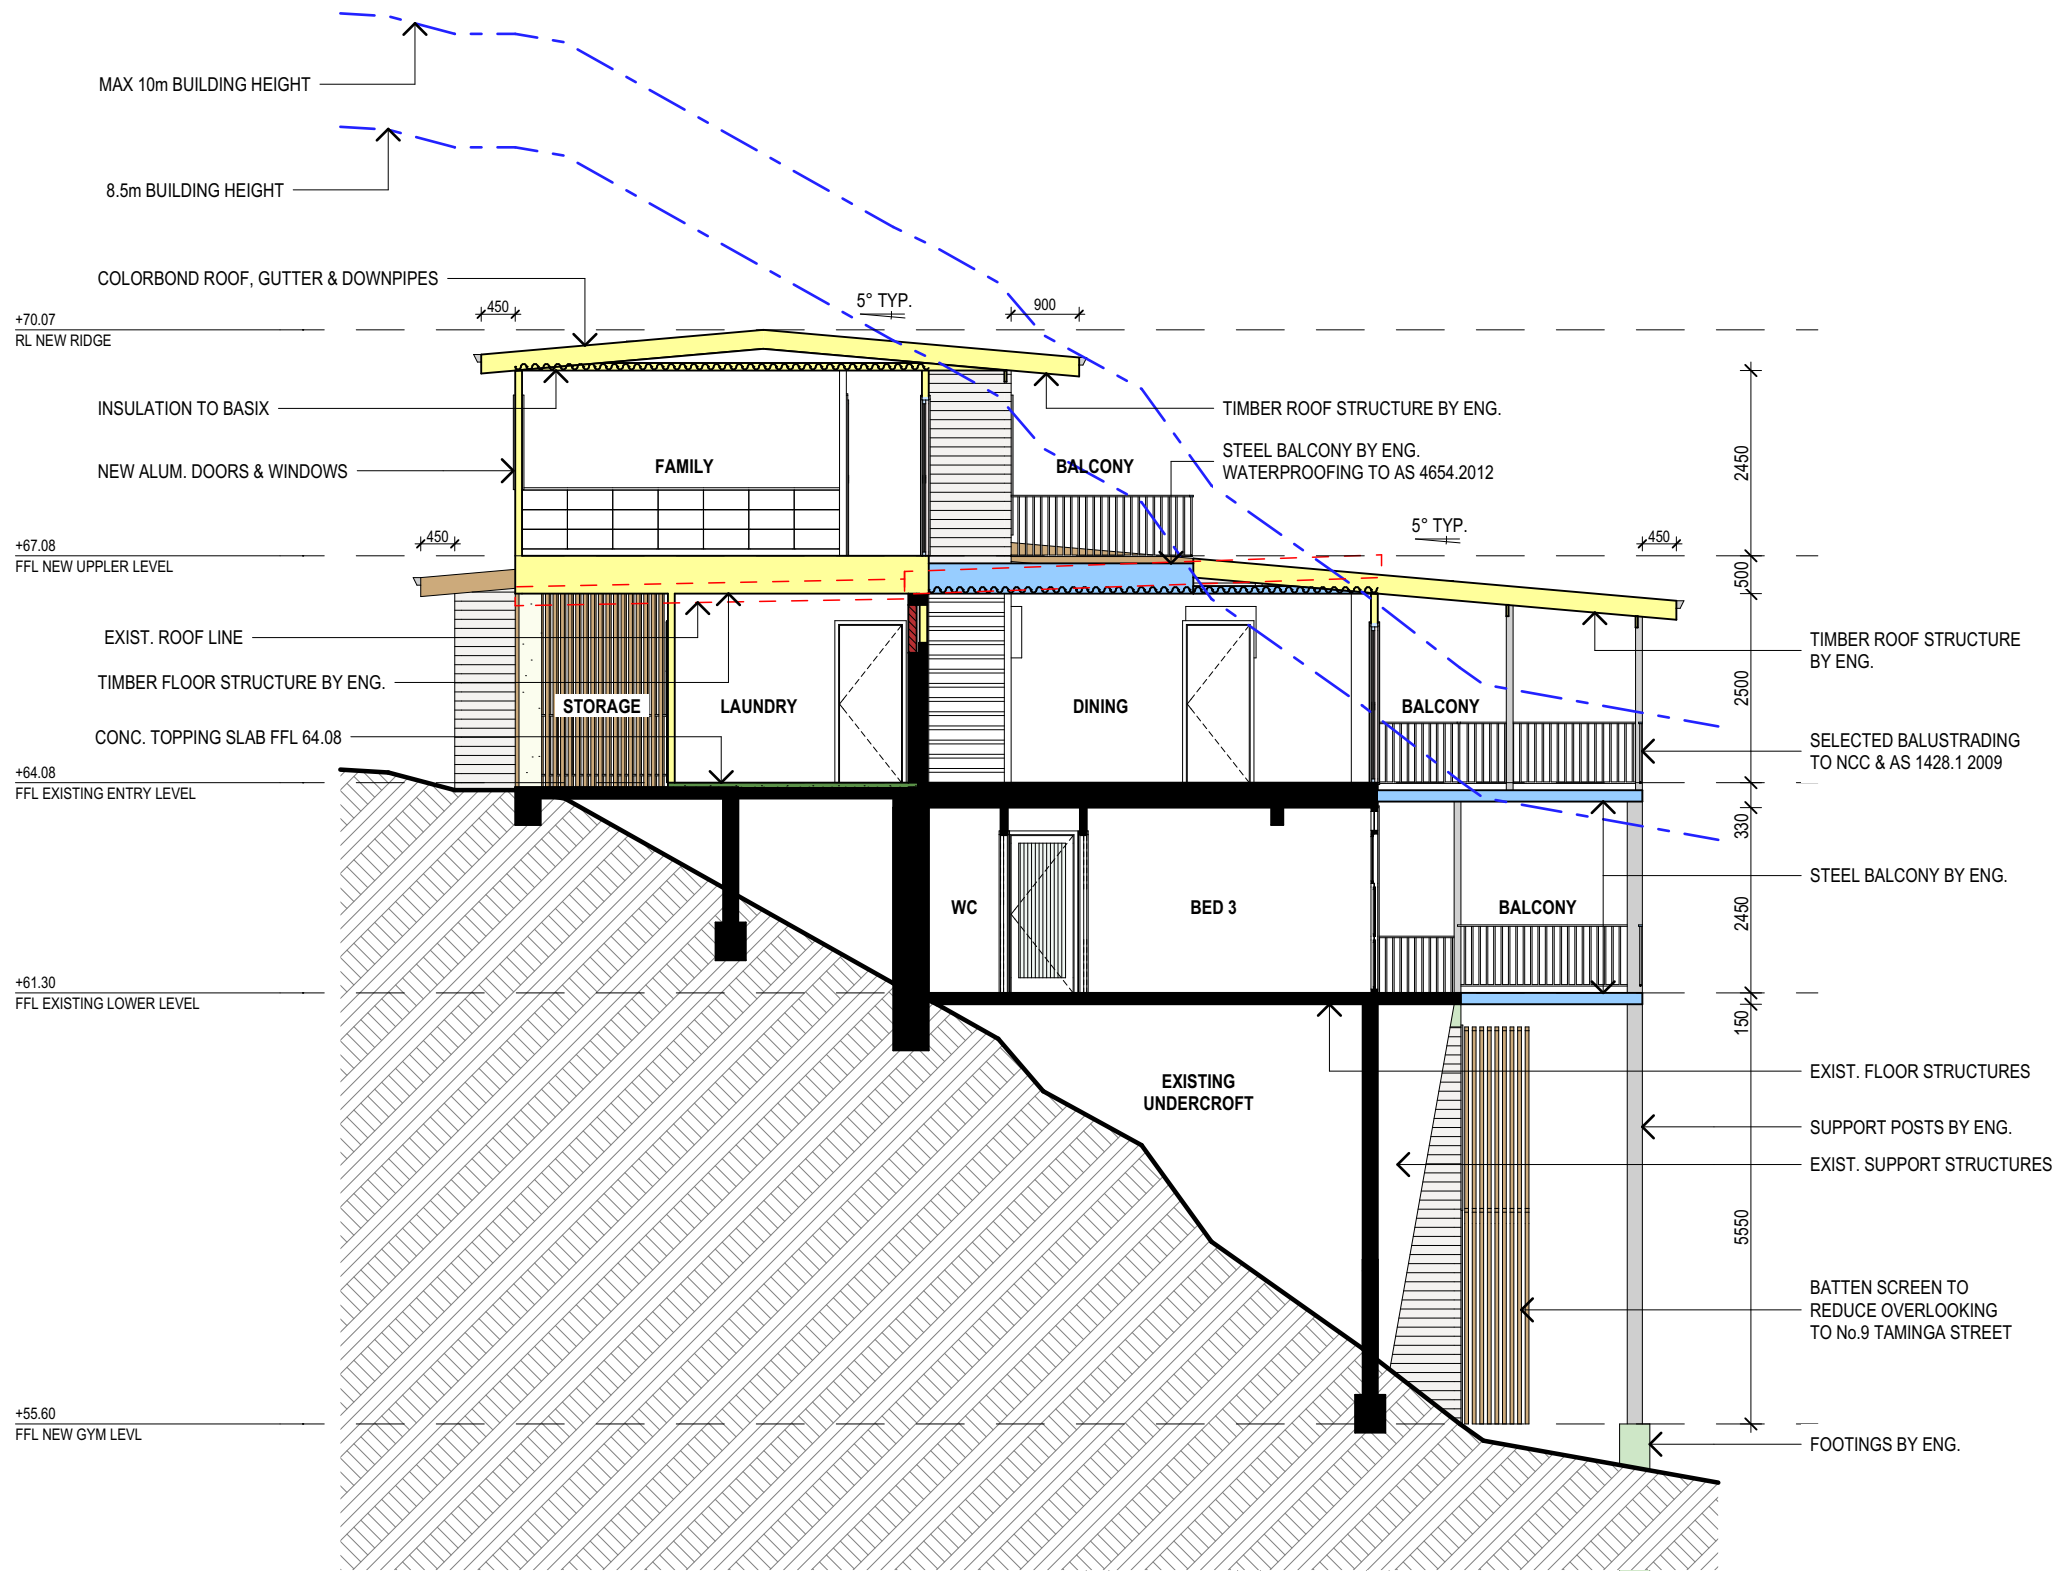 MAX 10m BUILDING HEIGHT
8.5m BUILDING HEIGHT
COLORBOND ROOF, GUTTER & DOWNPIPES
450
5° TYP.
900
+70.07
RL NEW RIDGE
INSULATION TO BASIX
TIMBER ROOF STRUCTURE BY ENG.
NEW ALUM. DOORS & WINDOWS
FAMILY
BALCONY
STEEL BALCONY BY ENG.
WATERPROOFING TO AS 4654.2012
2450
450
5° TYP.
450
+67.08
FFL NEW UPPLER LEVEL
500
EXIST. ROOF LINE
TIMBER ROOF STRUCTURE
BY ENG.
TIMBER FLOOR STRUCTURE BY ENG.
STORAGE
LAUNDRY
DINING
BALCONY
2500
CONC. TOPPING SLAB FFL 64.08
SELECTED BALUSTRADING
TO NCC & AS 1428.1 2009
+64.08
FFL EXISTING ENTRY LEVEL
330
STEEL BALCONY BY ENG.
WC
BED 3
BALCONY
2450
+61.30
FFL EXISTING LOWER LEVEL
150
EXISTING
UNDERCROFT
EXIST. FLOOR STRUCTURES
SUPPORT POSTS BY ENG.
EXIST. SUPPORT STRUCTURES
5550
BATTEN SCREEN TO
REDUCE OVERLOOKING
TO No.9 TAMINGA STREET
+55.60
FFL NEW GYM LEVL
FOOTINGS BY ENG.